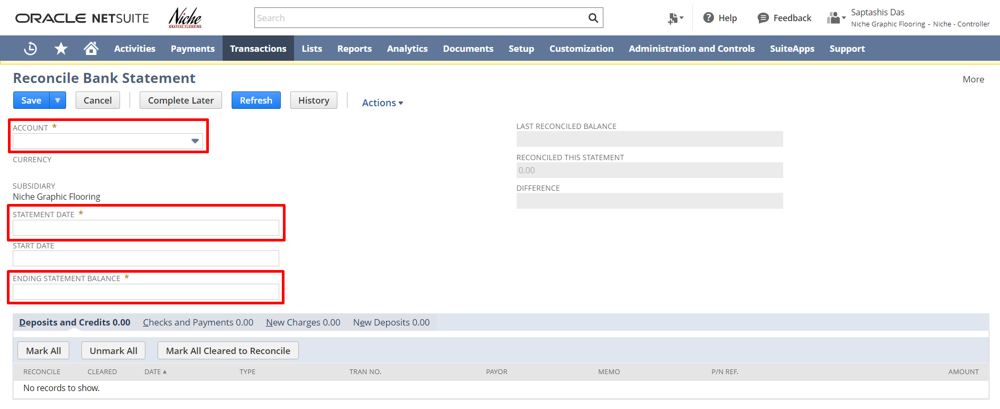 ORACLE NETSUITE
Niche
GRAPHIC FLOORING
Search
Help
Feedback
Saptashis Das
Niche Graphic Flooring - Niche - Controller
Activities Payments Transactions Lists Reports Analytics Documents Setup Customization Administration and Controls SuiteApps Support
Reconcile Bank Statement
More
Save Cancel Complete Later Refresh History Actions
ACCOUNT *
CURRENCY
SUBSIDIARY
Niche Graphic Flooring
STATEMENT DATE *
START DATE
ENDING STATEMENT BALANCE *
LAST RECONCILED BALANCE
RECONCILED THIS STATEMENT
0.00
DIFFERENCE
Deposits and Credits 0.00 Checks and Payments 0.00 New Charges 0.00 New Deposits 0.00
Mark All Unmark All Mark All Cleared to Reconcile
RECONCILE CLEARED DATE ▲ TYPE TRAN NO. PAYOR MEMO P/N REF. AMOUNT
No records to show.